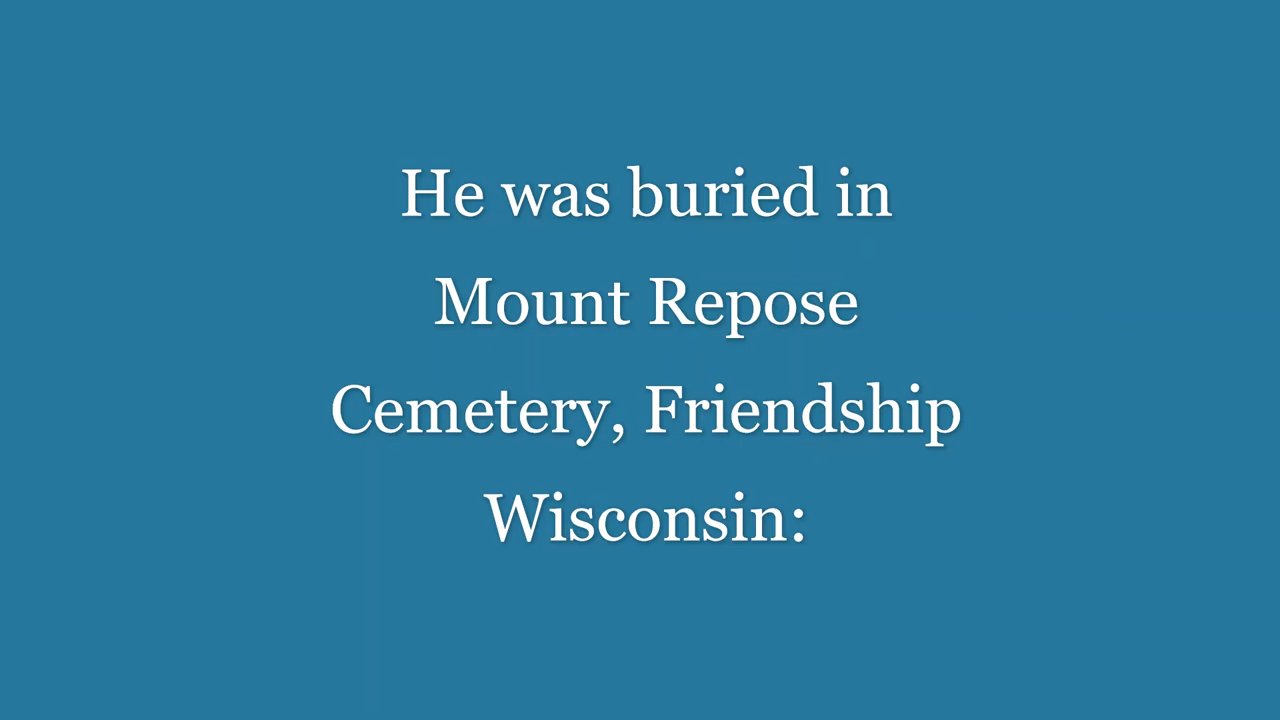 He was buried in
Mount Repose
Cemetery, Friendship
Wisconsin: